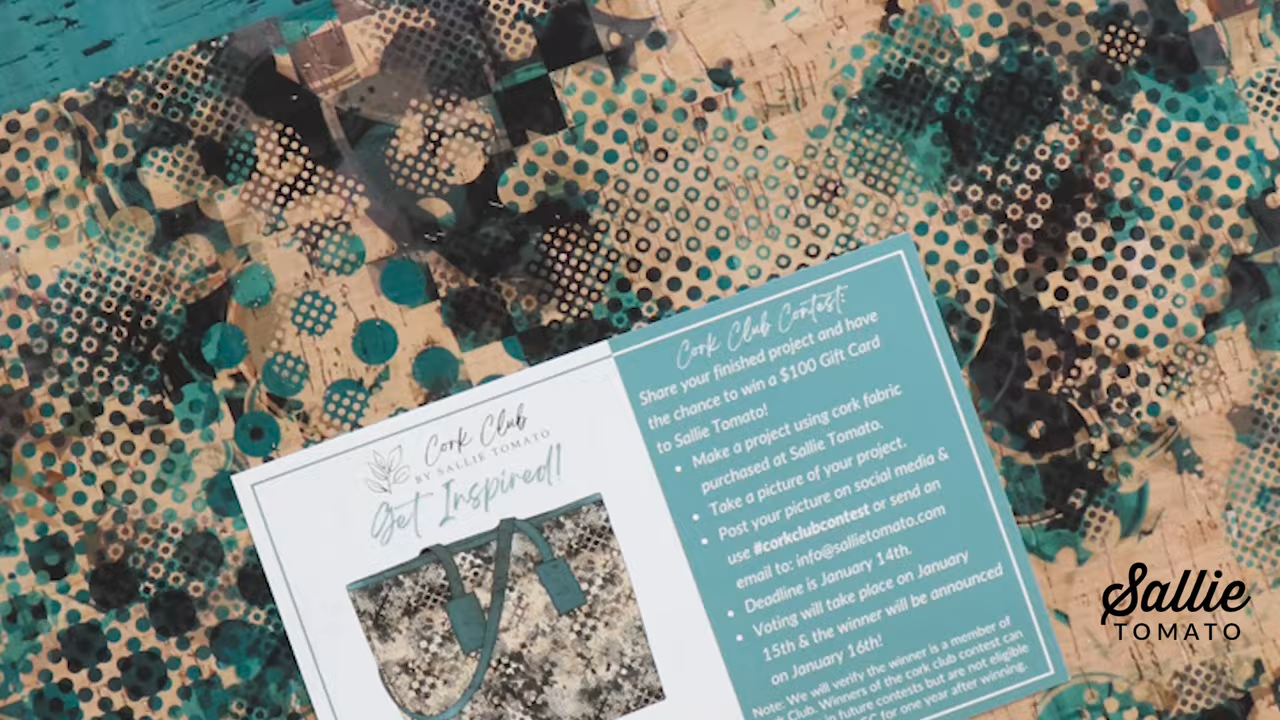 Cork Club
BY SALLIE TOMATO
Get Inspired!
Cork Club Contest:
Share your finished project and have
the chance to win a $100 Gift Card
to Sallie Tomato!
• Make a project using cork fabric
purchased at Sallie Tomato.
• Take a picture of your project.
• Post your picture on social media &
use #corkclubcontest or send an
email to: info@sallietomato.com
• Deadline is January 14th.
• Voting will take place on January
15th & the winner will be announced
on January 16th!
Note: We will verify the winner is a member of
Club. Winners of the cork club contest can
in future contests but are not eligible
for one year after winning.
Sallie
TOMATO